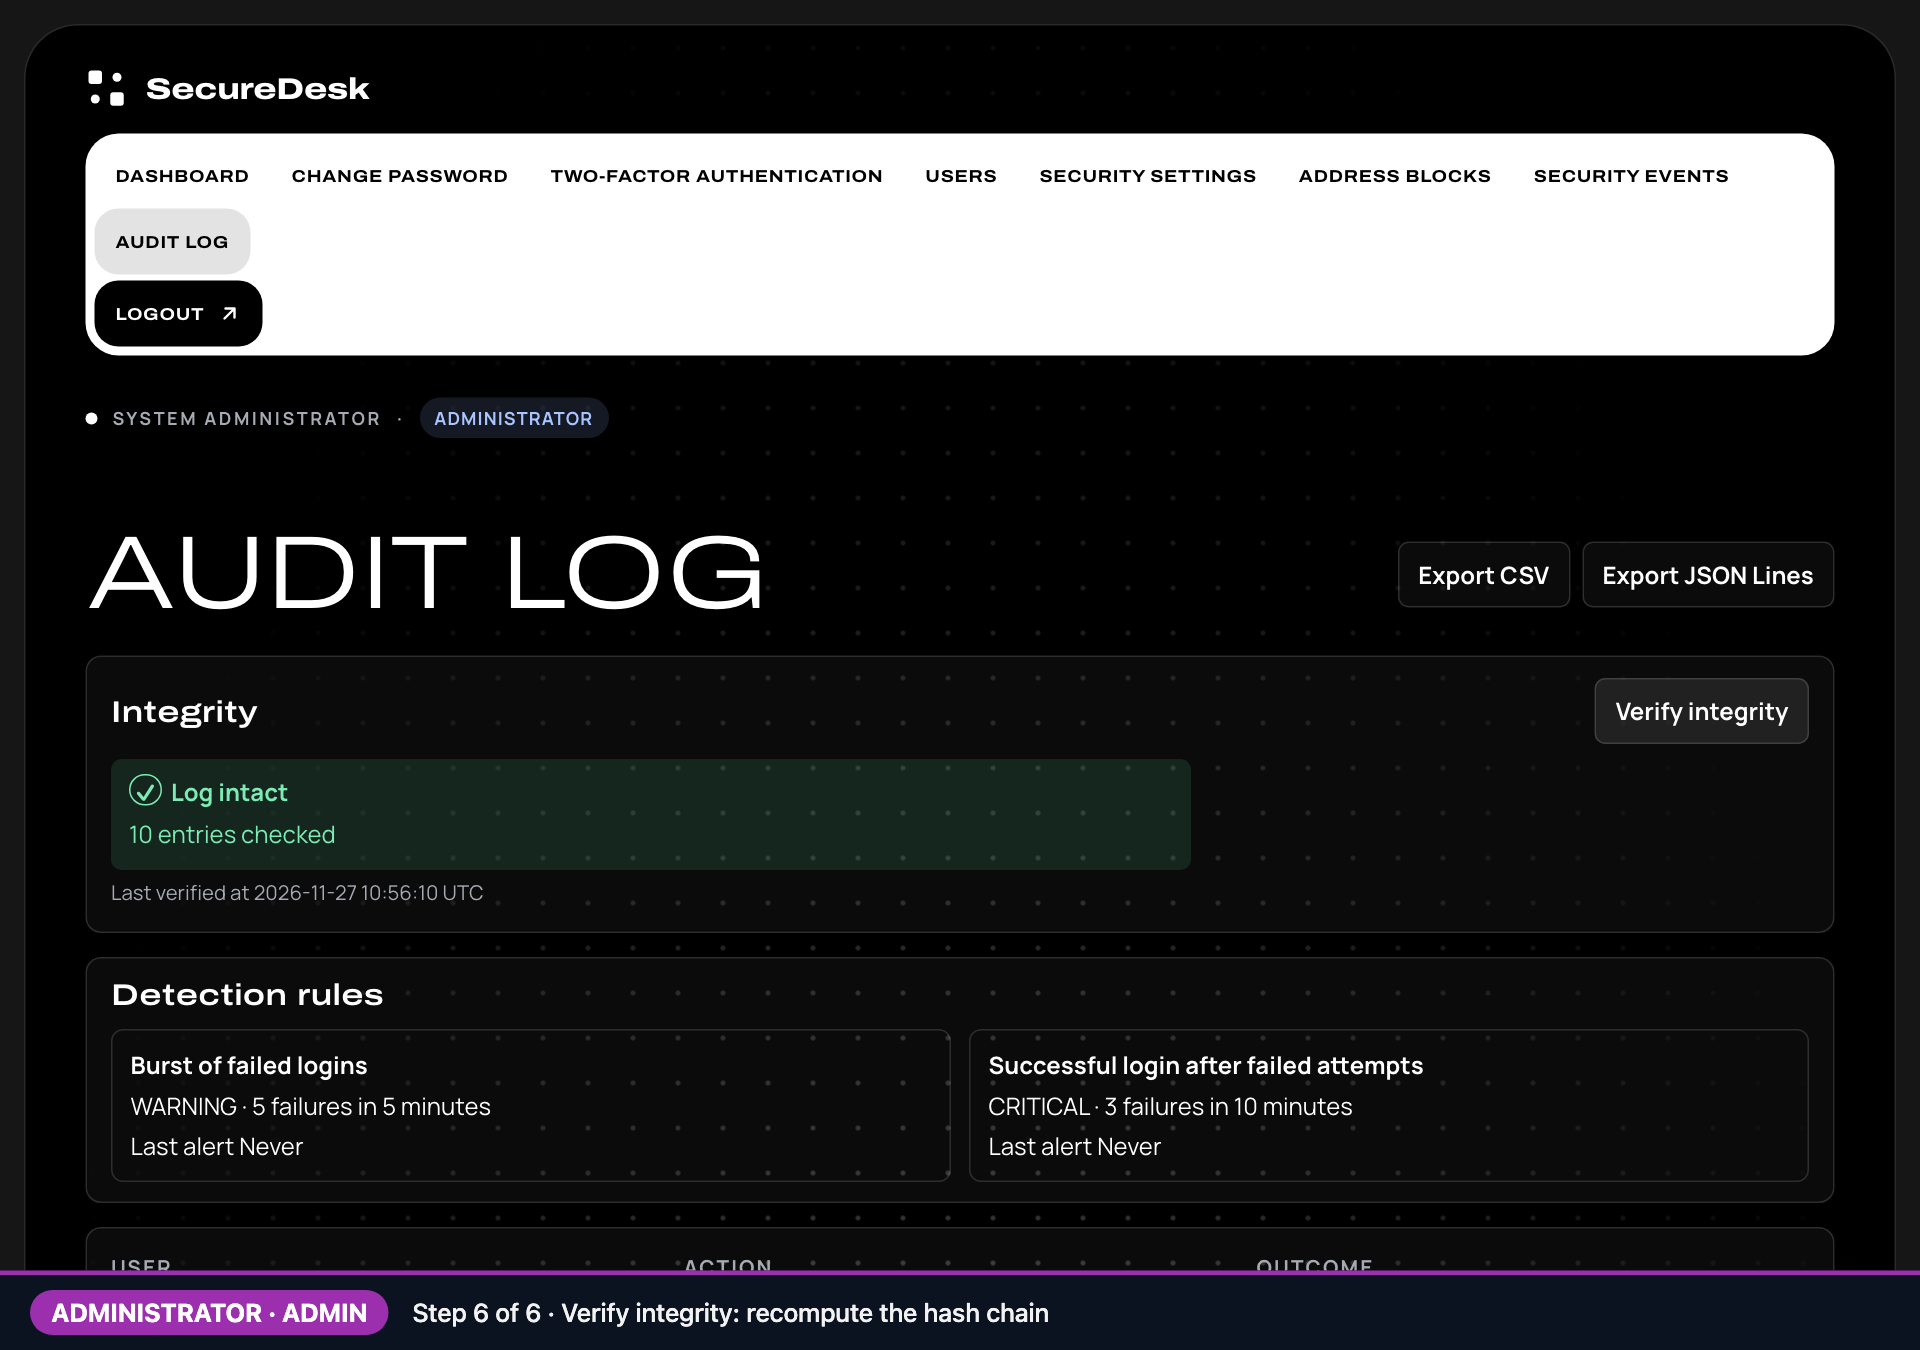 SecureDesk
DASHBOARD CHANGE PASSWORD TWO-FACTOR AUTHENTICATION USERS SECURITY SETTINGS ADDRESS BLOCKS SECURITY EVENTS
AUDIT LOG
LOGOUT
SYSTEM ADMINISTRATOR · ADMINISTRATOR
AUDIT LOG
Export CSV Export JSON Lines
Integrity
Verify integrity
Log intact
10 entries checked
Last verified at 2026-11-27 10:56:10 UTC
Detection rules
Burst of failed logins
WARNING · 5 failures in 5 minutes
Last alert Never
Successful login after failed attempts
CRITICAL · 3 failures in 10 minutes
Last alert Never
USER ACTION OUTCOME
ADMINISTRATOR · ADMIN Step 6 of 6 · Verify integrity: recompute the hash chain